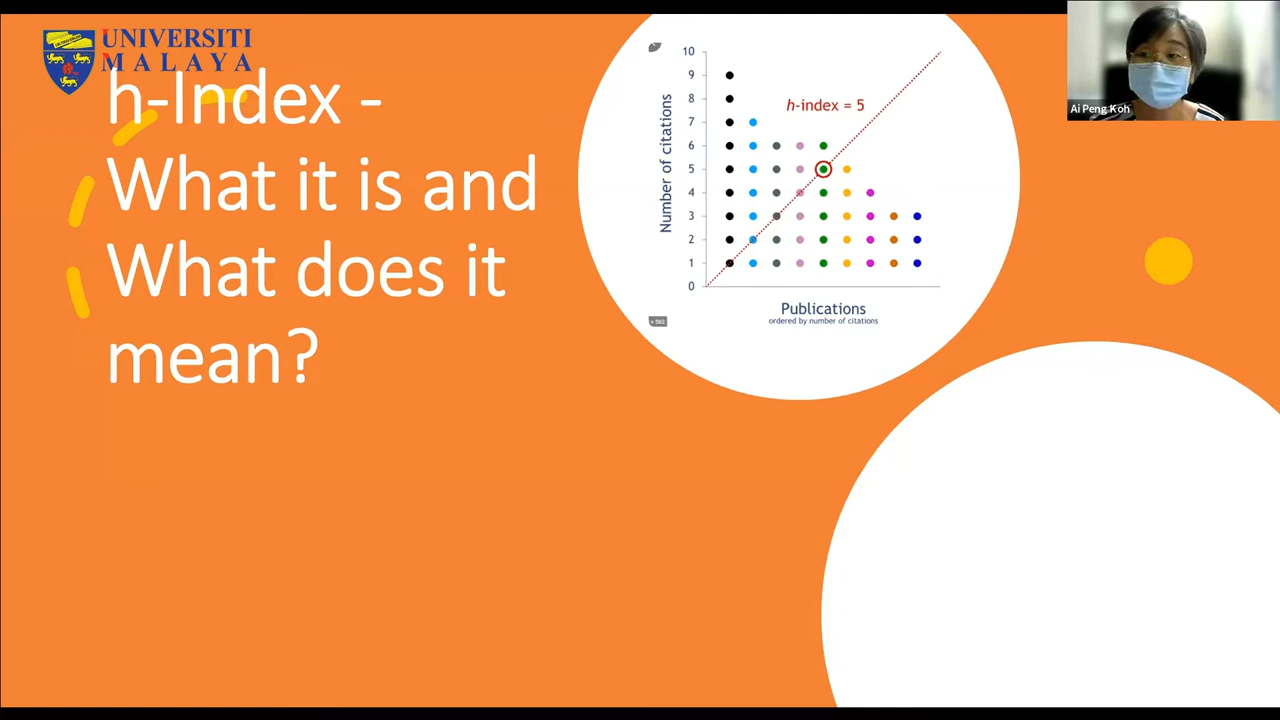 UNIVERSITI
MALAYA
h-Index -
What it is and
What does it
mean?
10
9
8
7
6
5
4
3
2
1
0
Number of citations
h-index = 5
Publications
ordered by number of citations
Ai Peng Koh